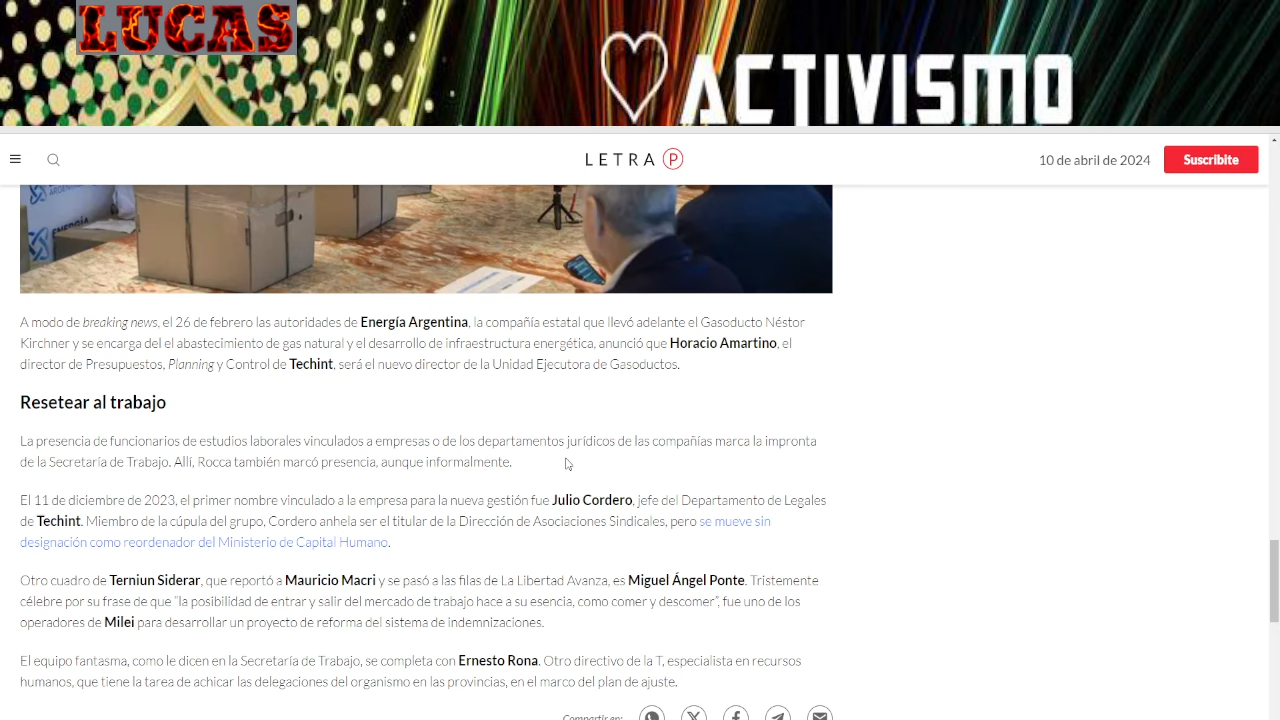 LUCAS
ACTIVISMO
LETRA P
10 de abril de 2024
Suscribite
ENERGÍA
A modo de breaking news, el 26 de febrero las autoridades de Energía Argentina, la compañía estatal que llevó adelante el Gasoducto Néstor
Kirchner y se encarga del el abastecimiento de gas natural y el desarrollo de infraestructura energética, anunció que Horacio Amartino, el
director de Presupuestos, Planning y Control de Techint, será el nuevo director de la Unidad Ejecutora de Gasoductos.
Resetear al trabajo
La presencia de funcionarios de estudios laborales vinculados a empresas o de los departamentos jurídicos de las compañías marca la impronta
de la Secretaría de Trabajo. Allí, Rocca también marcó presencia, aunque informalmente.
El 11 de diciembre de 2023, el primer nombre vinculado a la empresa para la nueva gestión fue Julio Cordero, jefe del Departamento de Legales
de Techint. Miembro de la cúpula del grupo, Cordero anhela ser el titular de la Dirección de Asociaciones Sindicales, pero se mueve sin
designación como reordenador del Ministerio de Capital Humano.
Otro cuadro de Terniun Siderar, que reportó a Mauricio Macri y se pasó a las filas de La Libertad Avanza, es Miguel Ángel Ponte. Tristemente
célebre por su frase de que “la posibilidad de entrar y salir del mercado de trabajo hace a su esencia, como comer y descomer”, fue uno de los
operadores de Milei para desarrollar un proyecto de reforma del sistema de indemnizaciones.
El equipo fantasma, como le dicen en la Secretaría de Trabajo, se completa con Ernesto Rona. Otro directivo de la T, especialista en recursos
humanos, que tiene la tarea de achicar las delegaciones del organismo en las provincias, en el marco del plan de ajuste.
Compartir en: